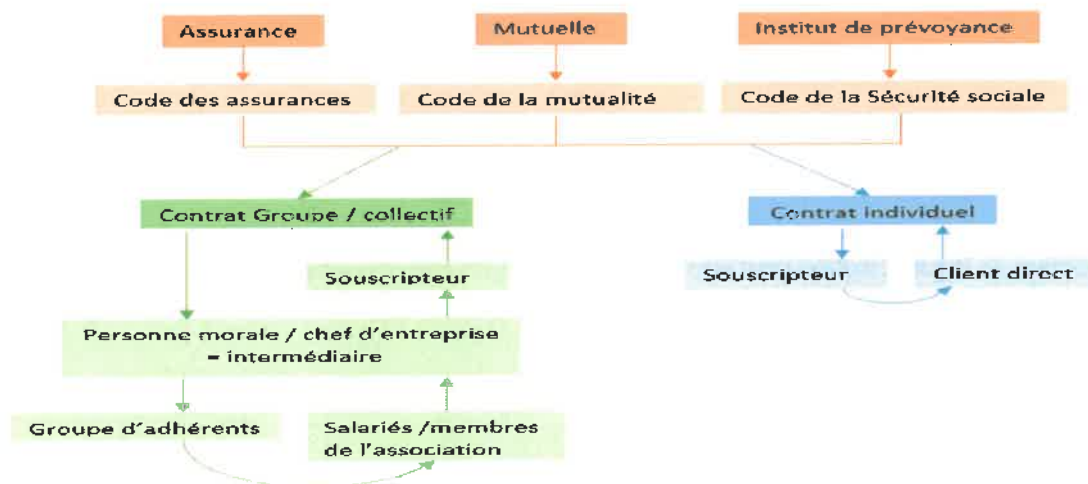 Assurance
Mutuelle
Institut de prévoyance
Code des assurances
Code de la mutualité
Code de la Sécurité sociale
Contrat Groupe / collectif
Contrat individuel
Souscripteur
Souscripteur
Client direct
Personne morale / chef d'entreprise
= intermédiaire
Groupe d'adhérents
Salariés /membres
de l'association